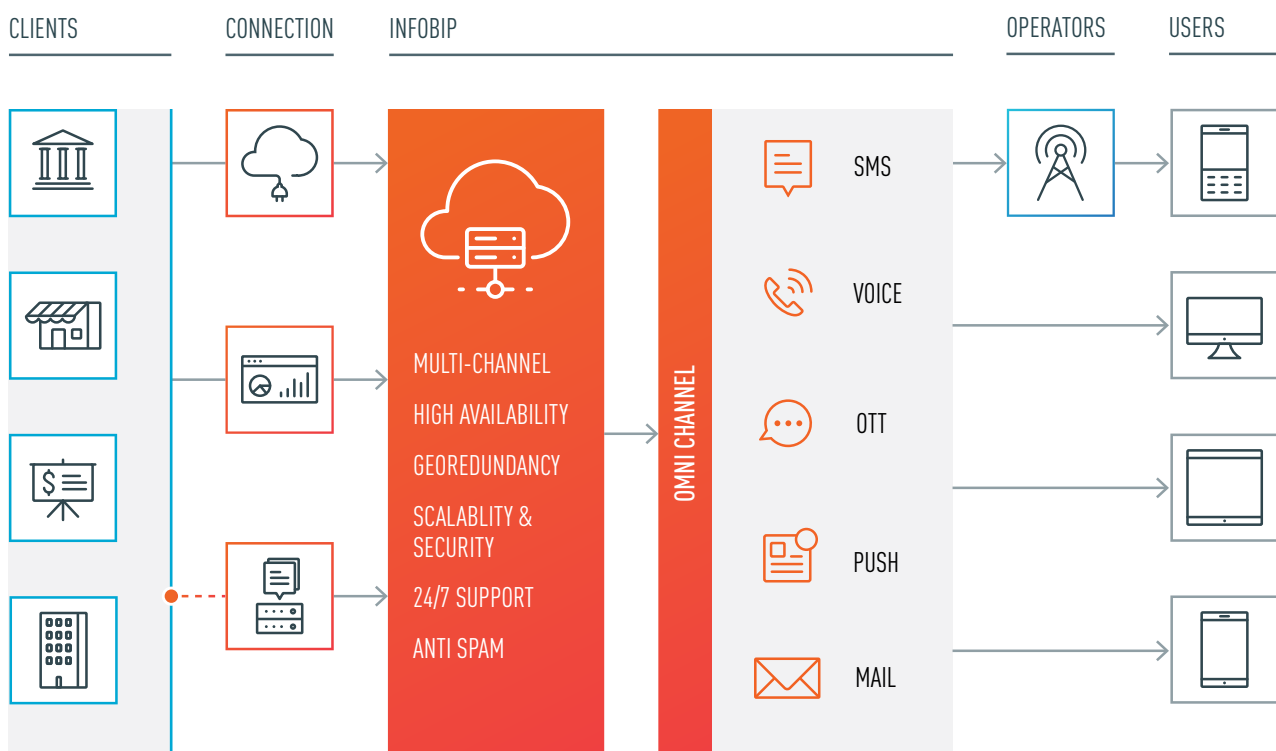 CLIENTS
CONNECTION
INFOBIP
OPERATORS
USERS
MULTI-CHANNEL
HIGH AVAILABILITY
GEOREDUNDANCY
SCALABLITY &
SECURITY
24/7 SUPPORT
ANTI SPAM
OMNI CHANNEL
SMS
VOICE
OTT
PUSH
MAIL
$